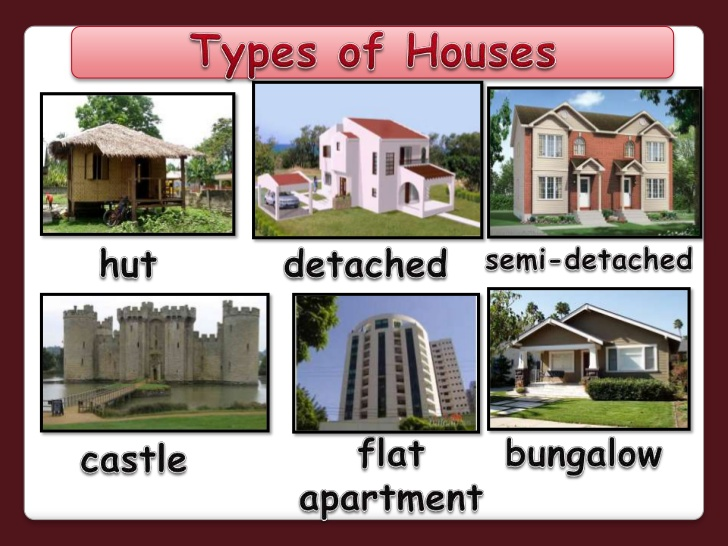 Types of Houses
hut
detached
semi-detached
castle
flat
apartment
bungalow